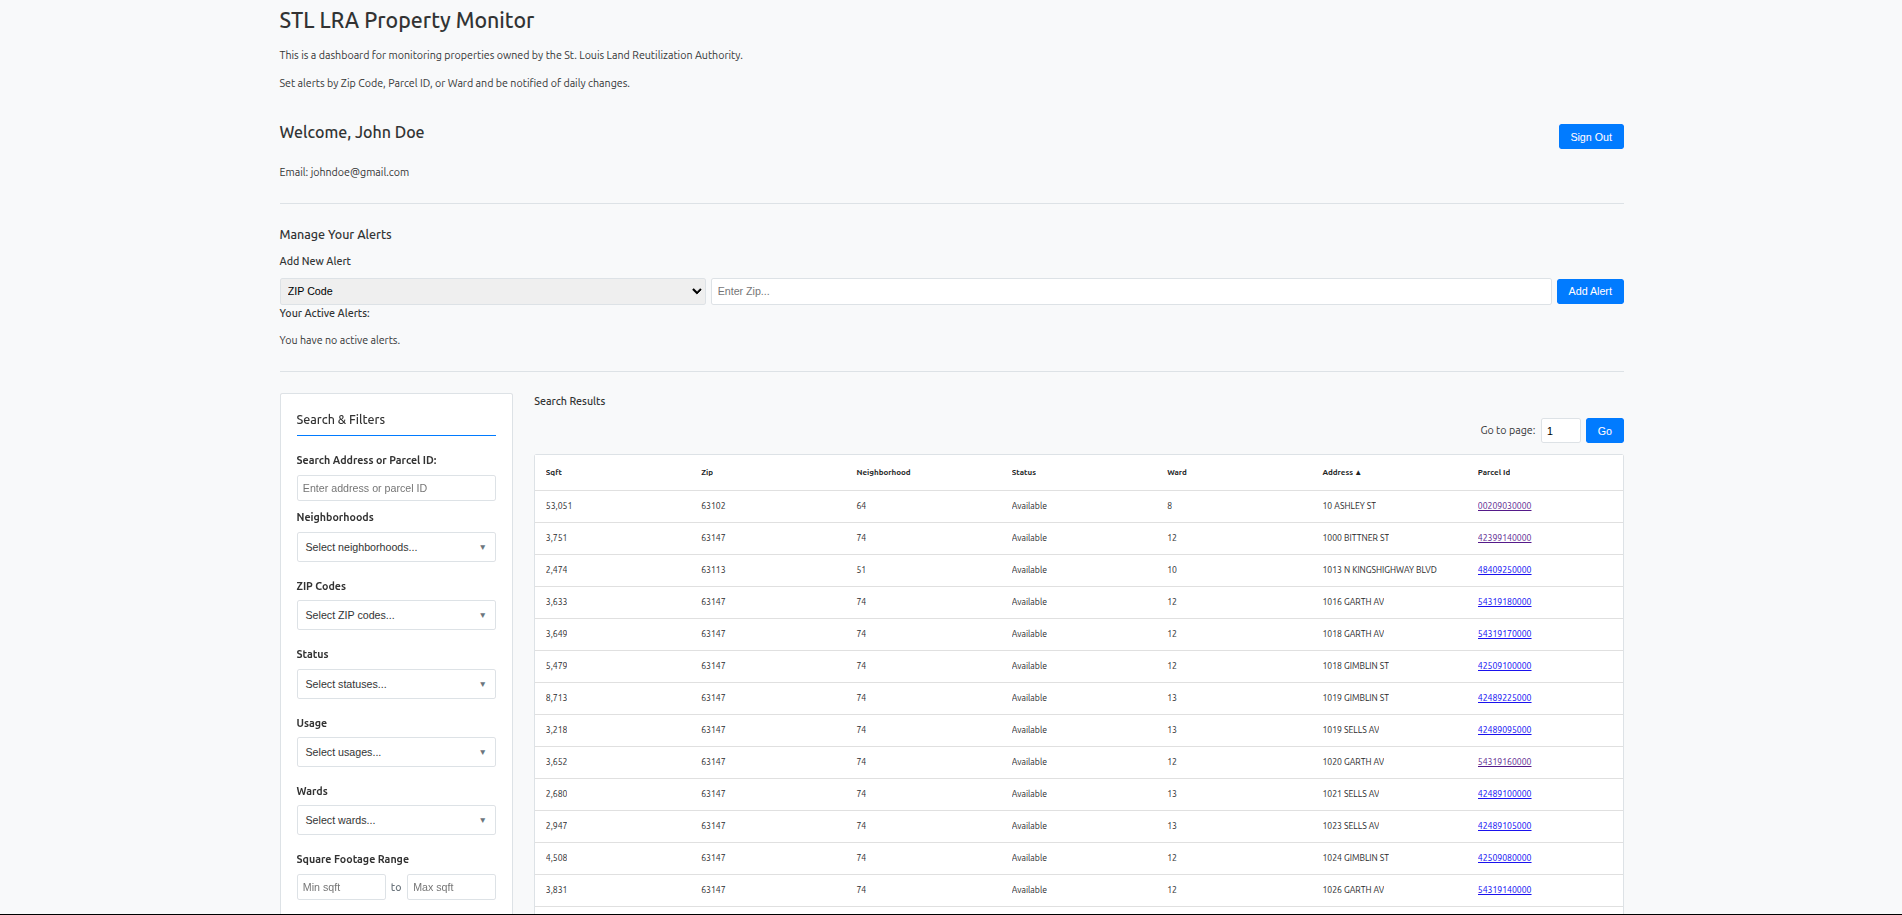 STL LRA Property Monitor
This is a dashboard for monitoring properties owned by the St. Louis Land Reutilization Authority.
Set alerts by Zip Code, Parcel ID, or Ward and be notified of daily changes.
Welcome, John Doe
Sign Out
Email: johndoe@gmail.com
Manage Your Alerts
Add New Alert
ZIP Code Enter Zip... Add Alert
Your Active Alerts:
You have no active alerts.
Search & Filters
Search Address or Parcel ID:
Enter address or parcel ID
Neighborhoods
Select neighborhoods... ▼
ZIP Codes
Select ZIP codes... ▼
Status
Select statuses... ▼
Usage
Select usages... ▼
Wards
Select wards... ▼
Square Footage Range
Min sqft to Max sqft
Search Results
Go to page: 1 Go
Sqft Zip Neighborhood Status Ward Address ▲ Parcel Id
53,051 63102 64 Available 8 10 ASHLEY ST 00209030000
3,751 63147 74 Available 12 1000 BITTNER ST 42399140000
2,474 63113 51 Available 10 1013 N KINGSHIGHWAY BLVD 48409250000
3,633 63147 74 Available 12 1016 GARTH AV 54319180000
3,649 63147 74 Available 12 1018 GARTH AV 54319170000
5,479 63147 74 Available 12 1018 GIMBLIN ST 42509100000
8,713 63147 74 Available 13 1019 GIMBLIN ST 42489225000
3,218 63147 74 Available 13 1019 SELLS AV 42489095000
3,652 63147 74 Available 12 1020 GARTH AV 54319160000
2,680 63147 74 Available 13 1021 SELLS AV 42489100000
2,947 63147 74 Available 13 1023 SELLS AV 42489105000
4,508 63147 74 Available 12 1024 GIMBLIN ST 42509080000
3,831 63147 74 Available 12 1026 GARTH AV 54319140000